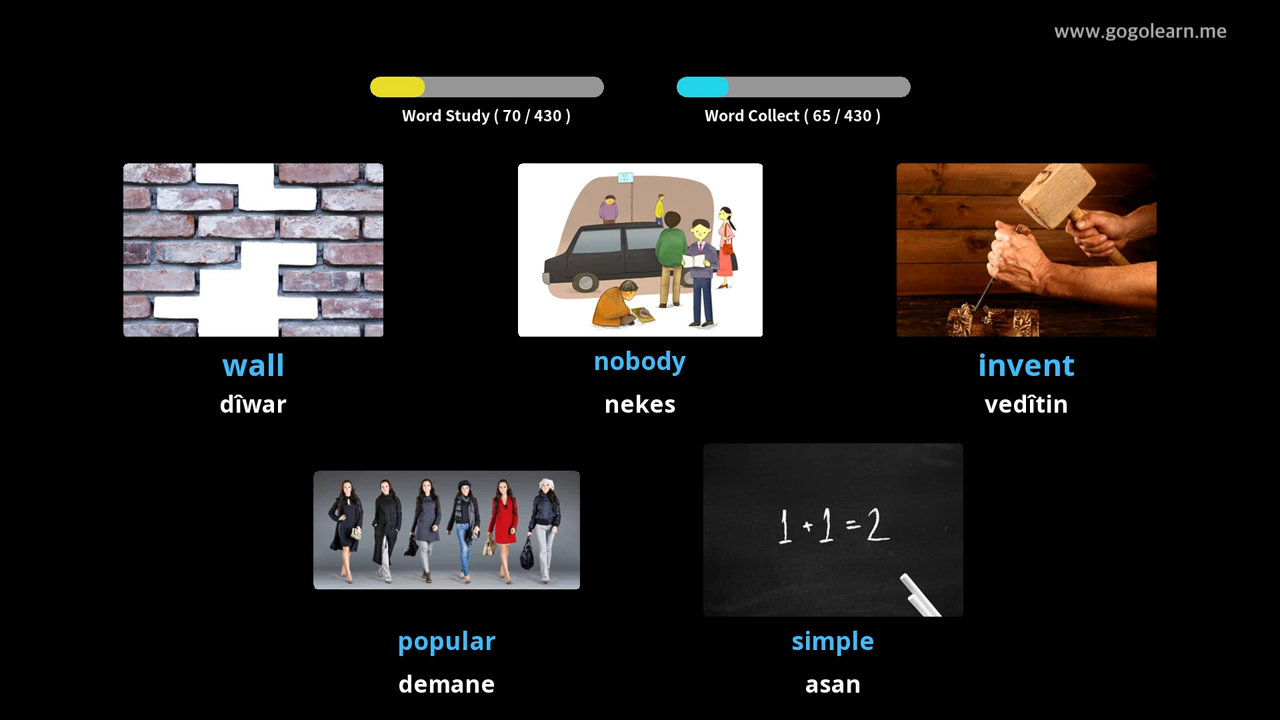 www.gogolearn.me
Word Study ( 70 / 430 )
Word Collect ( 65 / 430 )
wall
dîwar
nobody
nekes
invent
vedîtin
1 + 1 = 2
popular
demane
simple
asan